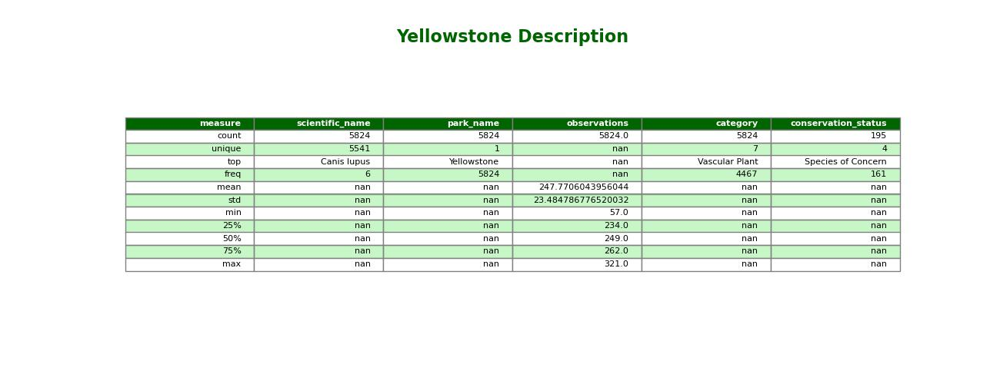 Yellowstone Description
measure scientific_name park_name observations category conservation_status
count 5824 5824 5824.0 5824 195
unique 5541 1 nan 7 4
top Canis lupus Yellowstone nan Vascular Plant Species of Concern
freq 6 5824 nan 4467 161
mean nan nan 247.7706043956044 nan nan
std nan nan 23.484786776520032 nan nan
min nan nan 57.0 nan nan
25% nan nan 234.0 nan nan
50% nan nan 249.0 nan nan
75% nan nan 262.0 nan nan
max nan nan 321.0 nan nan